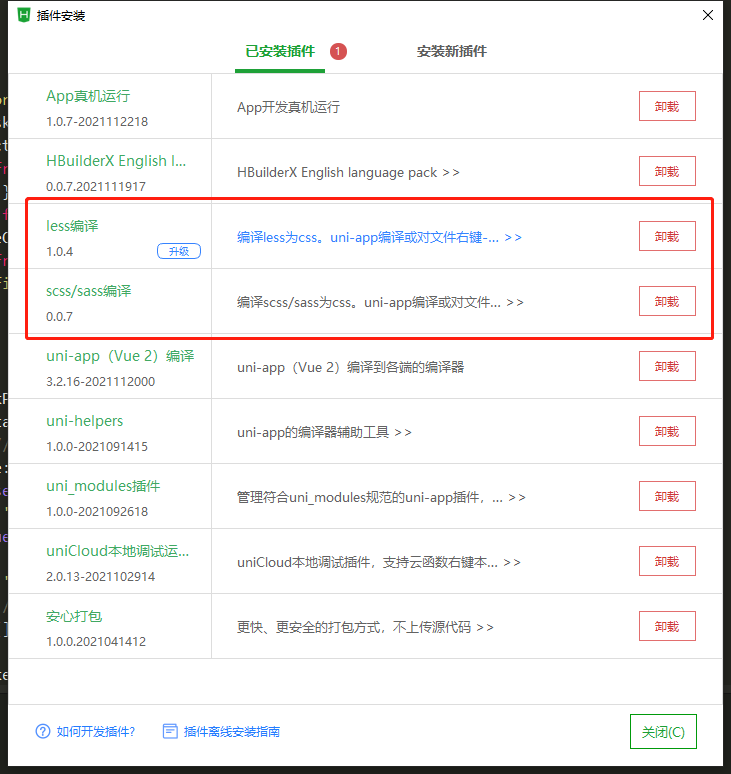 插件安装
已安装插件 1 安装新插件
App真机运行
1.0.7-2021112218
App开发真机运行
卸载
HBuilderX English l...
0.0.7.2021111917
HBuilderX English language pack >>
卸载
less编译
1.0.4 升级
编译less为css。uni-app编译或对文件右键-... >>
卸载
scss/sass编译
0.0.7
编译scss/sass为css。uni-app编译或对文件... >>
卸载
uni-app（Vue 2）编译
3.2.16-2021112000
uni-app（Vue 2）编译到各端的编译器
卸载
uni-helpers
1.0.0-2021091415
uni-app的编译器辅助工具 >>
卸载
uni_modules插件
1.0.0-2021092618
管理符合uni_modules规范的uni-app插件，... >>
卸载
uniCloud本地调试运...
2.0.13-2021102914
uniCloud本地调试插件，支持云函数右键本... >>
卸载
安心打包
1.0.0.2021041412
更快、更安全的打包方式，不上传源代码 >>
卸载
如何开发插件? 插件离线安装指南
关闭(C)